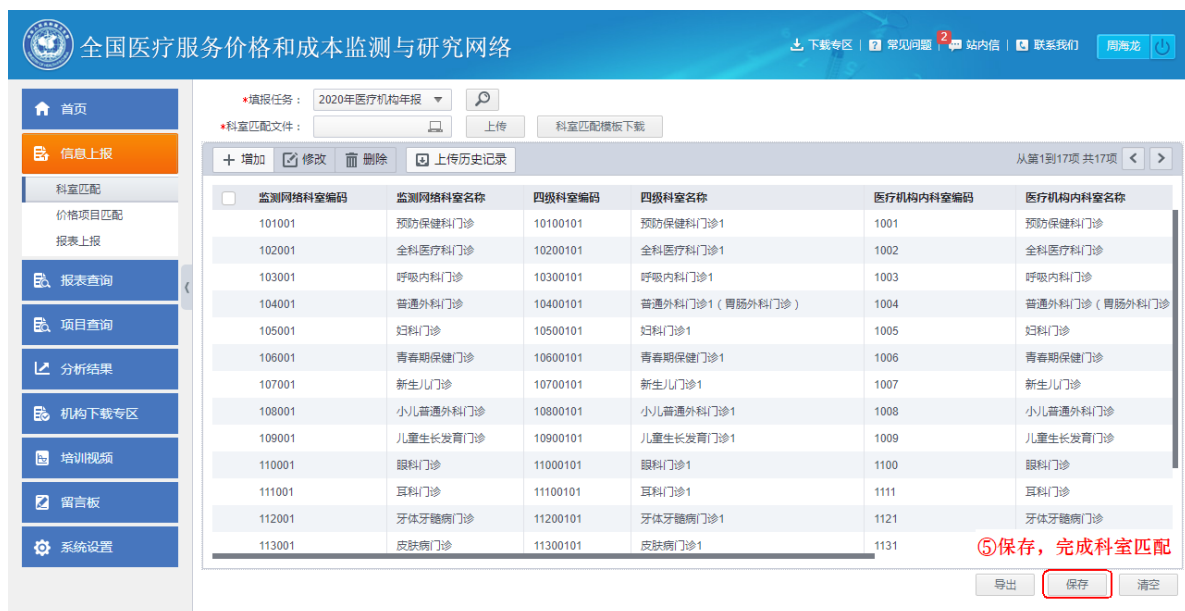 全国医疗服务价格和成本监测与研究网络
下载专区 | 常见问题 | 2 站内信 | 联系我们 周海龙
首页
信息上报
科室匹配
价格项目匹配
报表上报
报表查询
项目查询
分析结果
机构下载专区
培训视频
留言板
系统设置
*填报任务： 2020年医疗机构年报
*科室匹配文件： 上传 科室匹配模板下载
增加 修改 删除 上传历史记录 从第1到17项 共17项
监测网络科室编码 监测网络科室名称 四级科室编码 四级科室名称 医疗机构内科室编码 医疗机构内科室名称
101001 预防保健科门诊 10100101 预防保健科门诊1 1001 预防保健科门诊
102001 全科医疗科门诊 10200101 全科医疗科门诊1 1002 全科医疗科门诊
103001 呼吸内科门诊 10300101 呼吸内科门诊1 1003 呼吸内科门诊
104001 普通外科门诊 10400101 普通外科门诊1（胃肠外科门诊） 1004 普通外科门诊（胃肠外科门诊
105001 妇科门诊 10500101 妇科门诊1 1005 妇科门诊
106001 青春期保健门诊 10600101 青春期保健门诊1 1006 青春期保健门诊
107001 新生儿门诊 10700101 新生儿门诊1 1007 新生儿门诊
108001 小儿普通外科门诊 10800101 小儿普通外科门诊1 1008 小儿普通外科门诊
109001 儿童生长发育门诊 10900101 儿童生长发育门诊1 1009 儿童生长发育门诊
110001 眼科门诊 11000101 眼科门诊1 1100 眼科门诊
111001 耳科门诊 11100101 耳科门诊1 1111 耳科门诊
112001 牙体牙髓病门诊 11200101 牙体牙髓病门诊1 1121 牙体牙髓病门诊
113001 皮肤病门诊 11300101 皮肤病门诊1 1131
⑤保存，完成科室匹配
导出 保存 清空